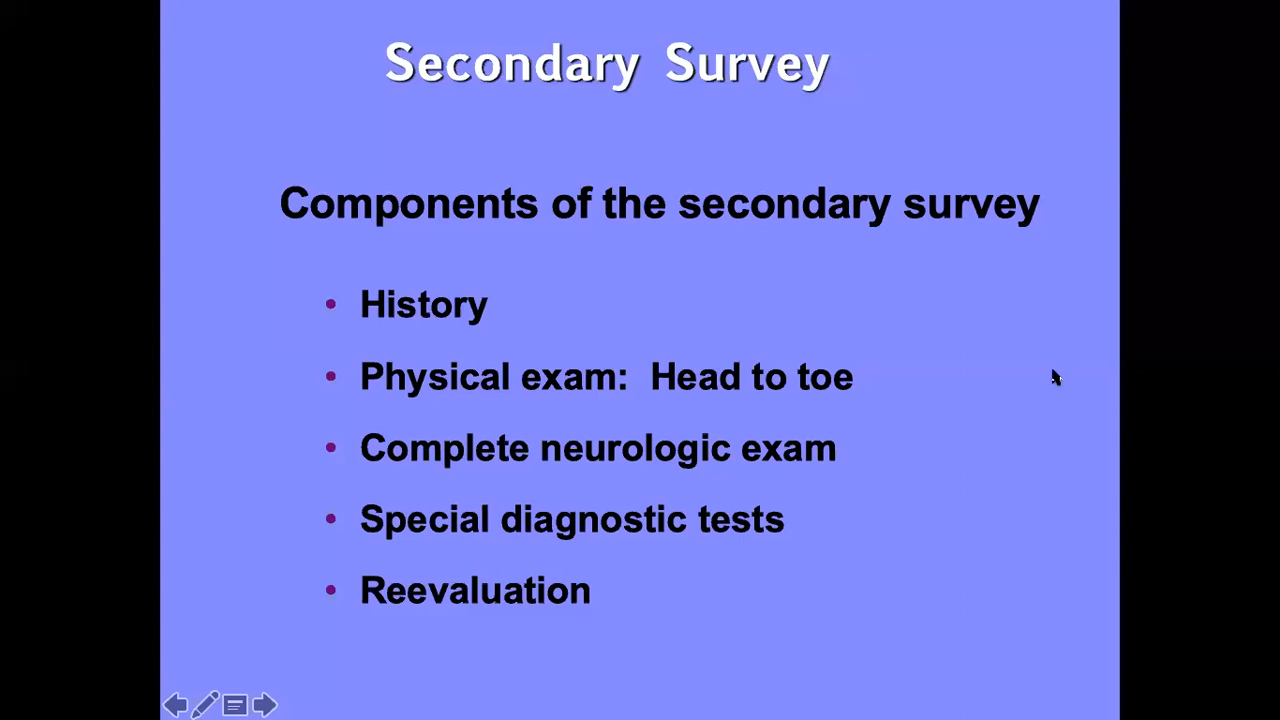 Secondary Survey
Components of the secondary survey
• History
• Physical exam: Head to toe
• Complete neurologic exam
• Special diagnostic tests
• Reevaluation